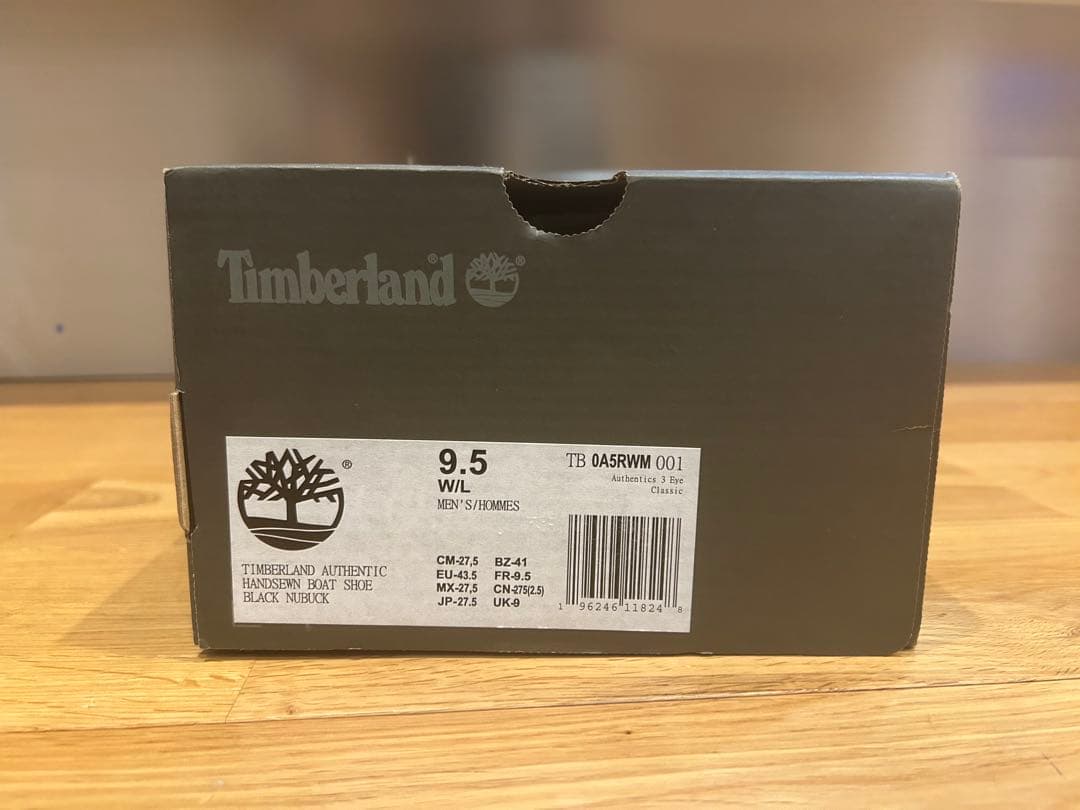 Timberland® ®
®
9.5
W/L
MEN'S/HOMMES
TB 0A5RWM 001
Authentics 3 Eye
Classic
TIMBERLAND AUTHENTIC
HANDSEWN BOAT SHOE
BLACK NUBUCK
CM-27,5 BZ-41
EU-43.5 FR-9.5
MX-27,5 CN-275(2.5)
JP-27.5 UK-9
1 96246 11824 8